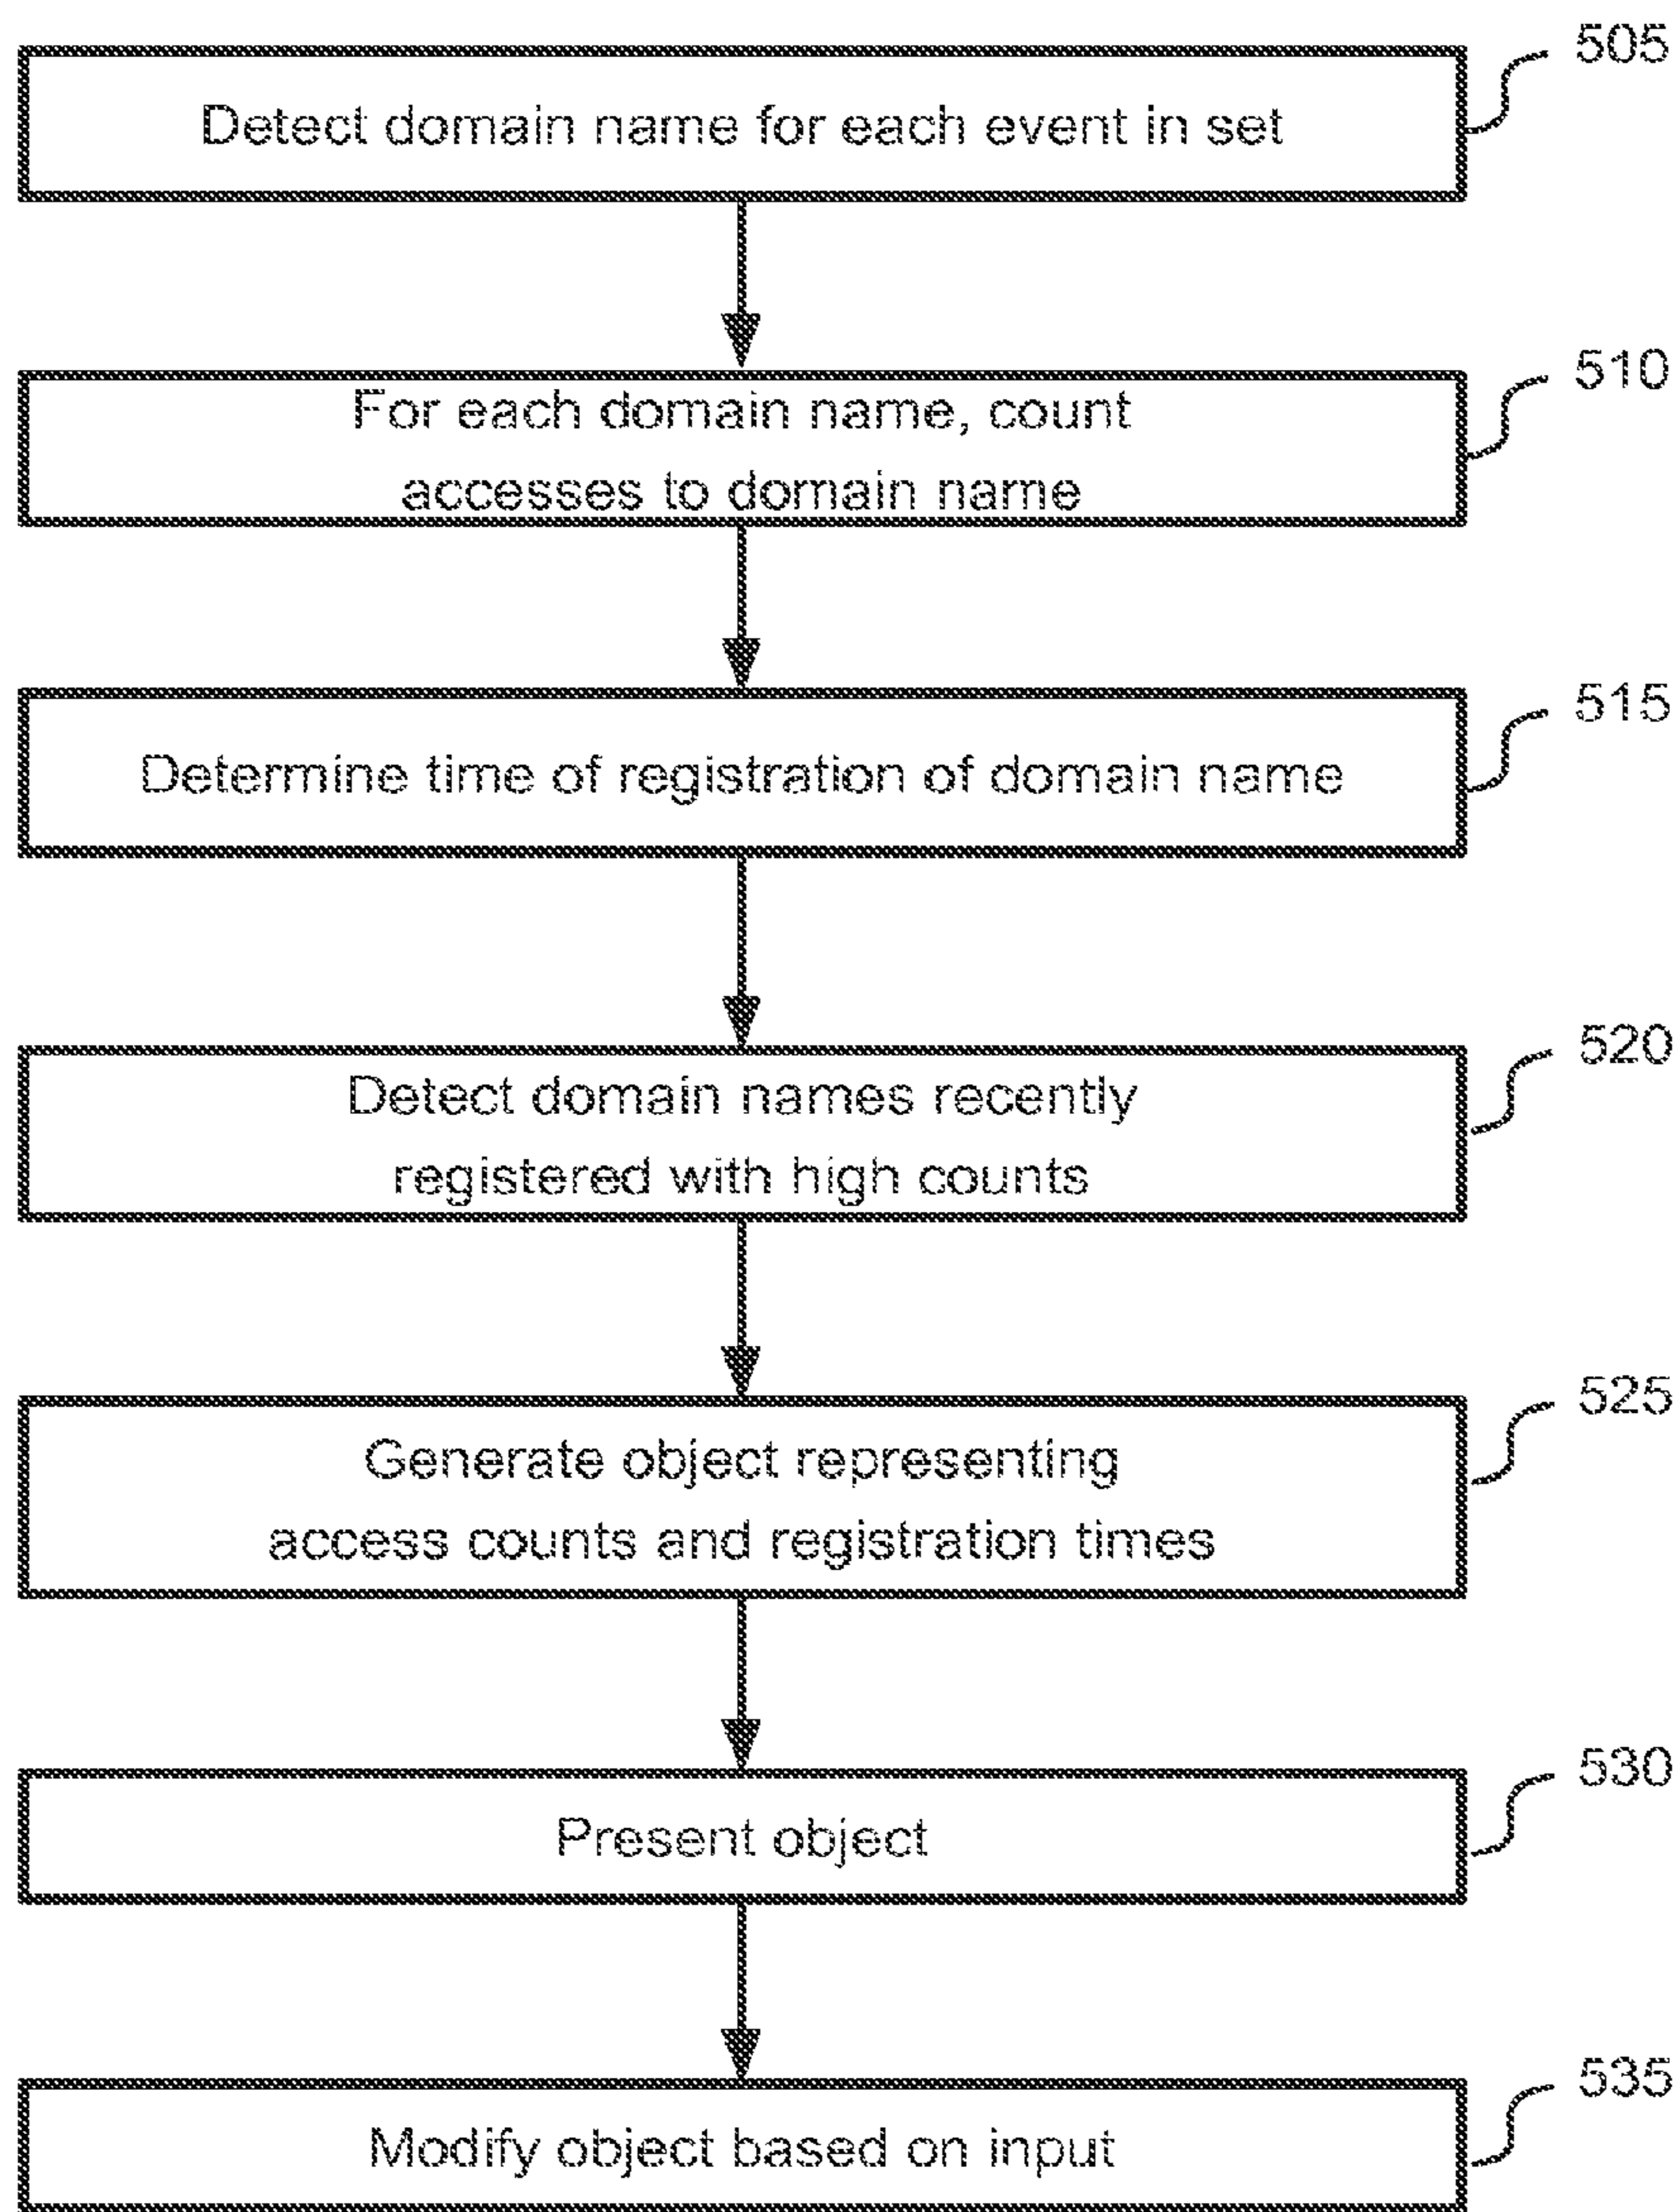 505
Detect domain name for each event in set
510
For each domain name, count
accesses to domain name
515
Determine time of registration of domain name
520
Detect domain names recently
registered with high counts
525
Generate object representing
access counts and registration times
530
Present object
535
Modify object based on input